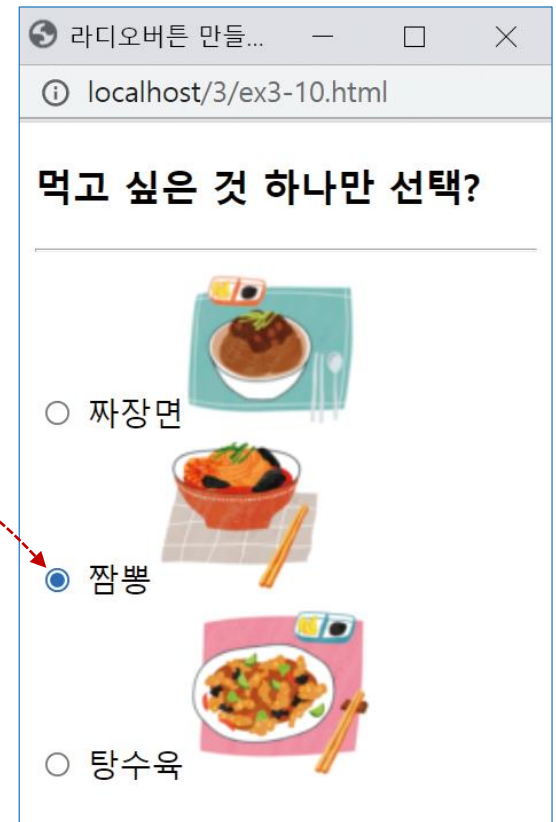 라디오버튼 만들...
localhost/3/ex3-10.html
먹고 싶은 것 하나만 선택?
짜장면
짬뽕
탕수육